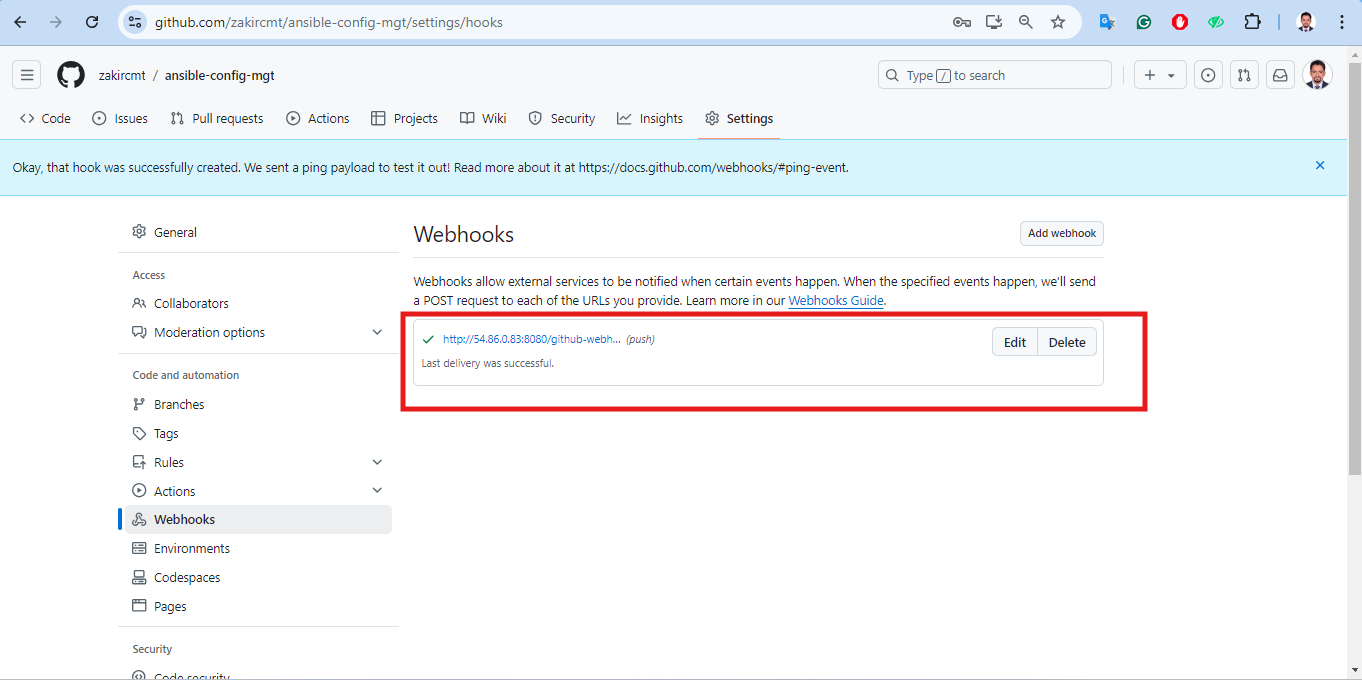 github.com/zakircmt/ansible-config-mgt/settings/hooks
zakircmt / ansible-config-mgt
Type / to search
Code
Issues
Pull requests
Actions
Projects
Wiki
Security
Insights
Settings
Okay, that hook was successfully created. We sent a ping payload to test it out! Read more about it at https://docs.github.com/webhooks/#ping-event.
General
Access
Collaborators
Moderation options
Code and automation
Branches
Tags
Rules
Actions
Webhooks
Environments
Codespaces
Pages
Security
Code security
Webhooks
Add webhook
Webhooks allow external services to be notified when certain events happen. When the specified events happen, we'll send
a POST request to each of the URLs you provide. Learn more in our Webhooks Guide.
http://54.86.0.83:8080/github-webh... (push)
Edit
Delete
Last delivery was successful.